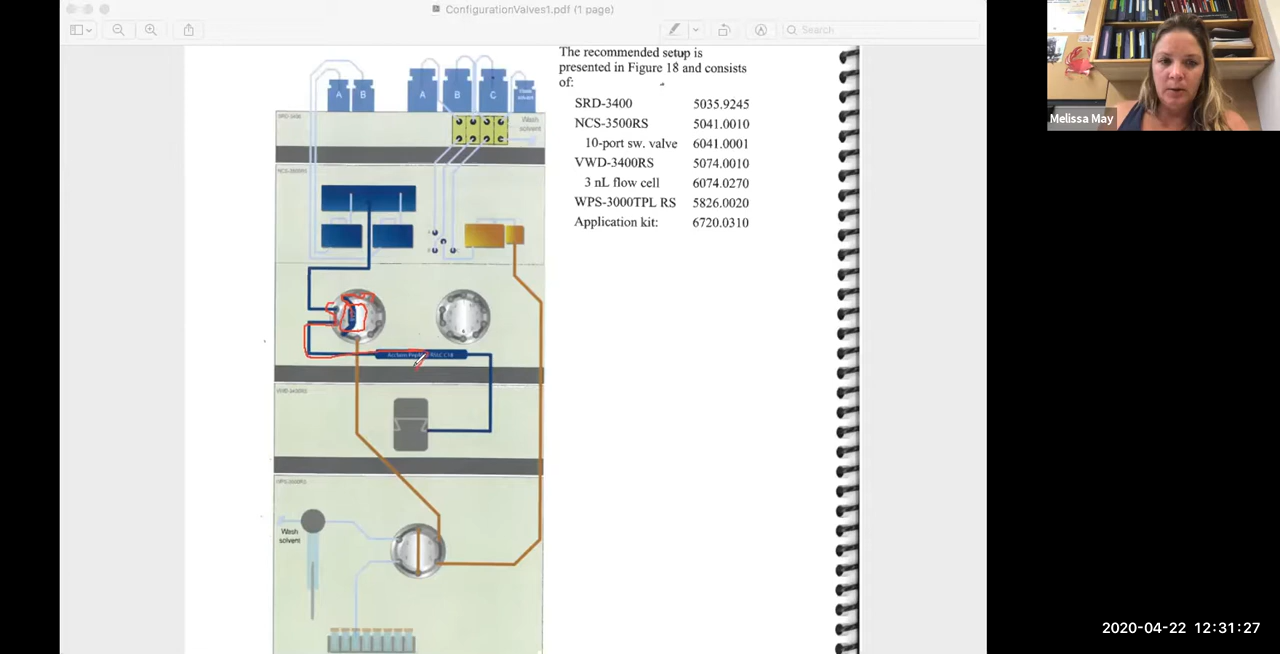 ConfigurationValves1.pdf (1 page)
Search
The recommended setup is
presented in Figure 18 and consists
of:
SRD-3400 5035.9245
NCS-3500RS 5041.0010
10-port sw. valve 6041.0001
VWD-3400RS 5074.0010
3 nL flow cell 6074.0270
WPS-3000TPL RS 5826.0020
Application kit: 6720.0310
A B A B C
Wash
solvent
Wash
solvent
Melissa May
2020-04-22 12:31:27